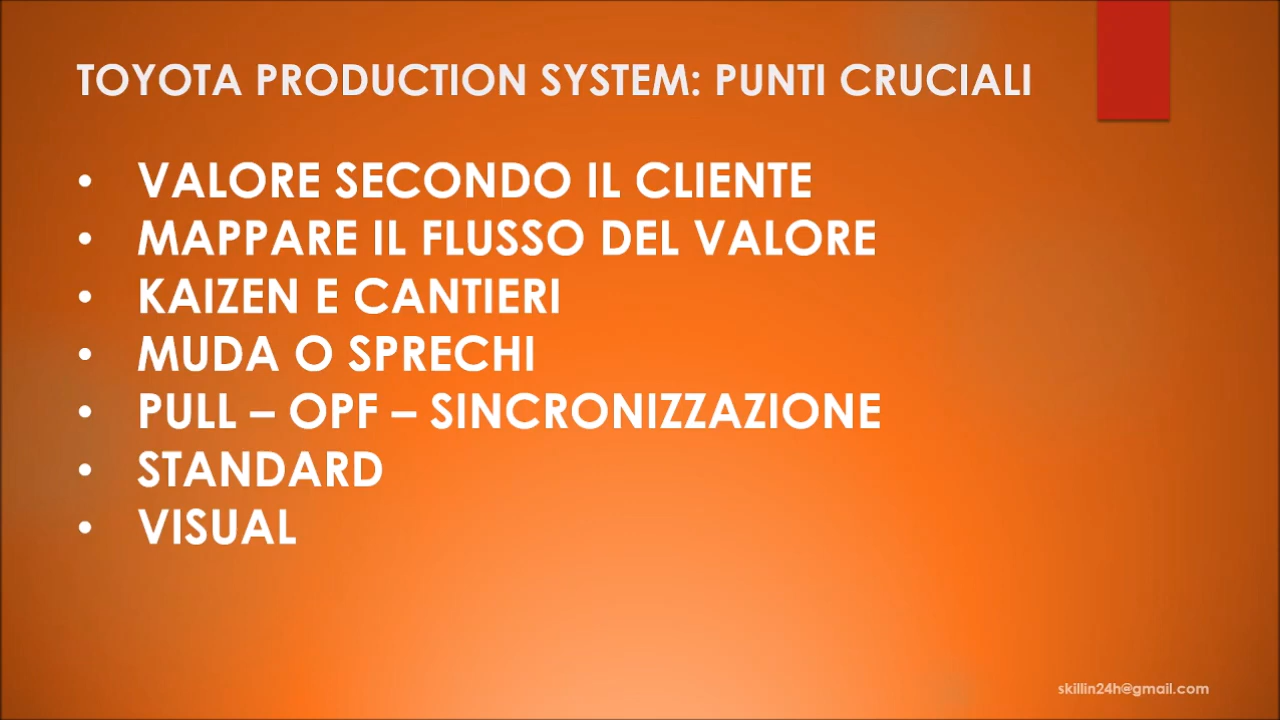 TOYOTA PRODUCTION SYSTEM: PUNTI CRUCIALI
• VALORE SECONDO IL CLIENTE
• MAPPARE IL FLUSSO DEL VALORE
• KAIZEN E CANTIERI
• MUDA O SPRECHI
• PULL – OPF – SINCRONIZZAZIONE
• STANDARD
• VISUAL
skillin24h@gmail.com